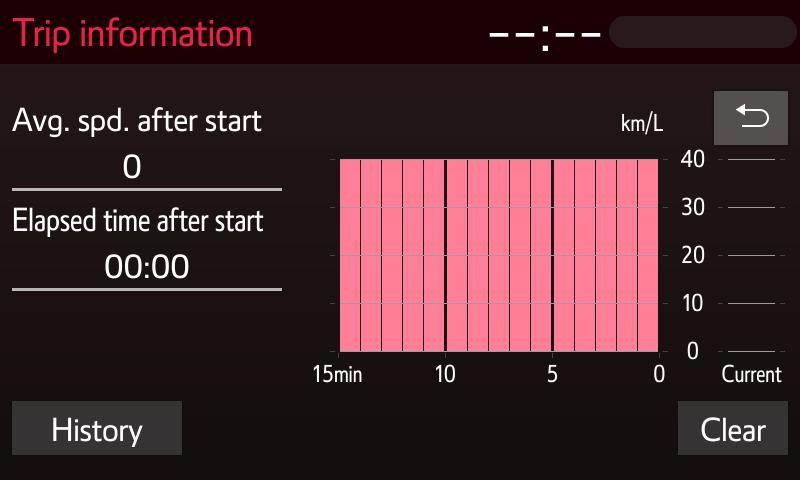 Trip information
--:--
Avg. spd. after start
0
Elapsed time after start
00:00
km/L
40
30
20
10
0
15min 10 5 0
Current
History
Clear